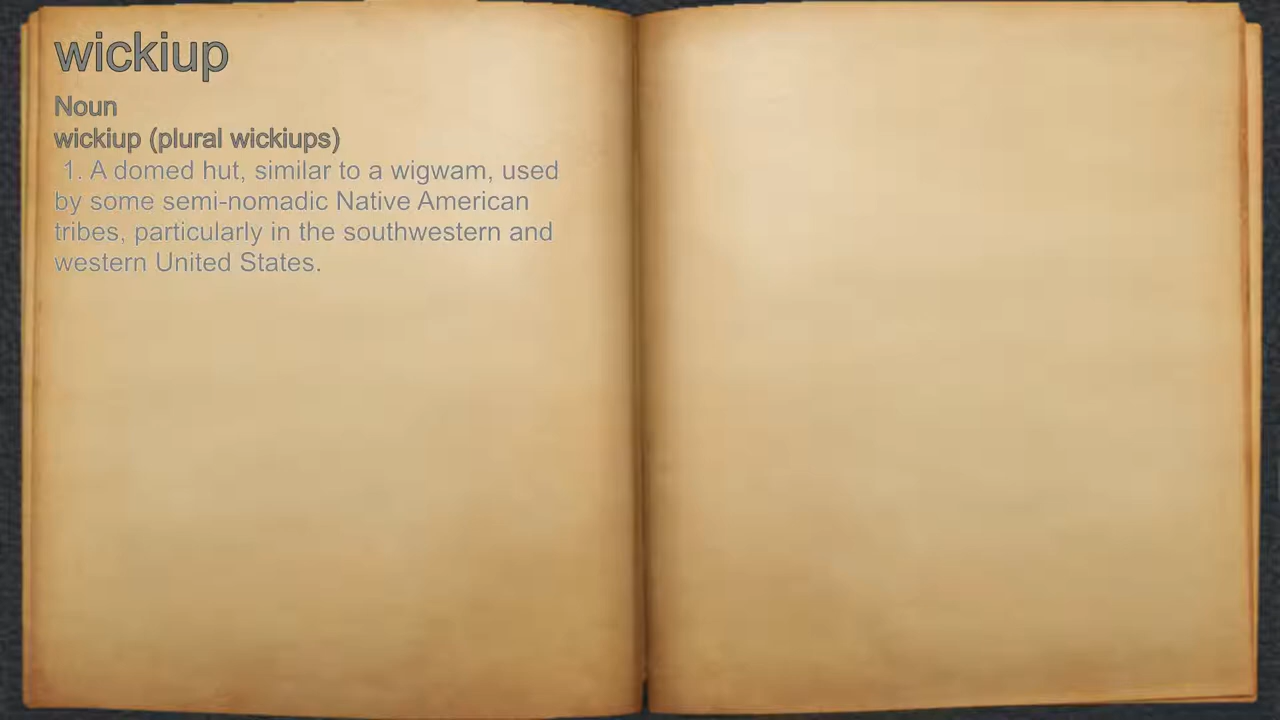 wickiup
Noun
wickiup (plural wickiups)
1. A domed hut, similar to a wigwam, used
by some semi-nomadic Native American
tribes, particularly in the southwestern and
western United States.